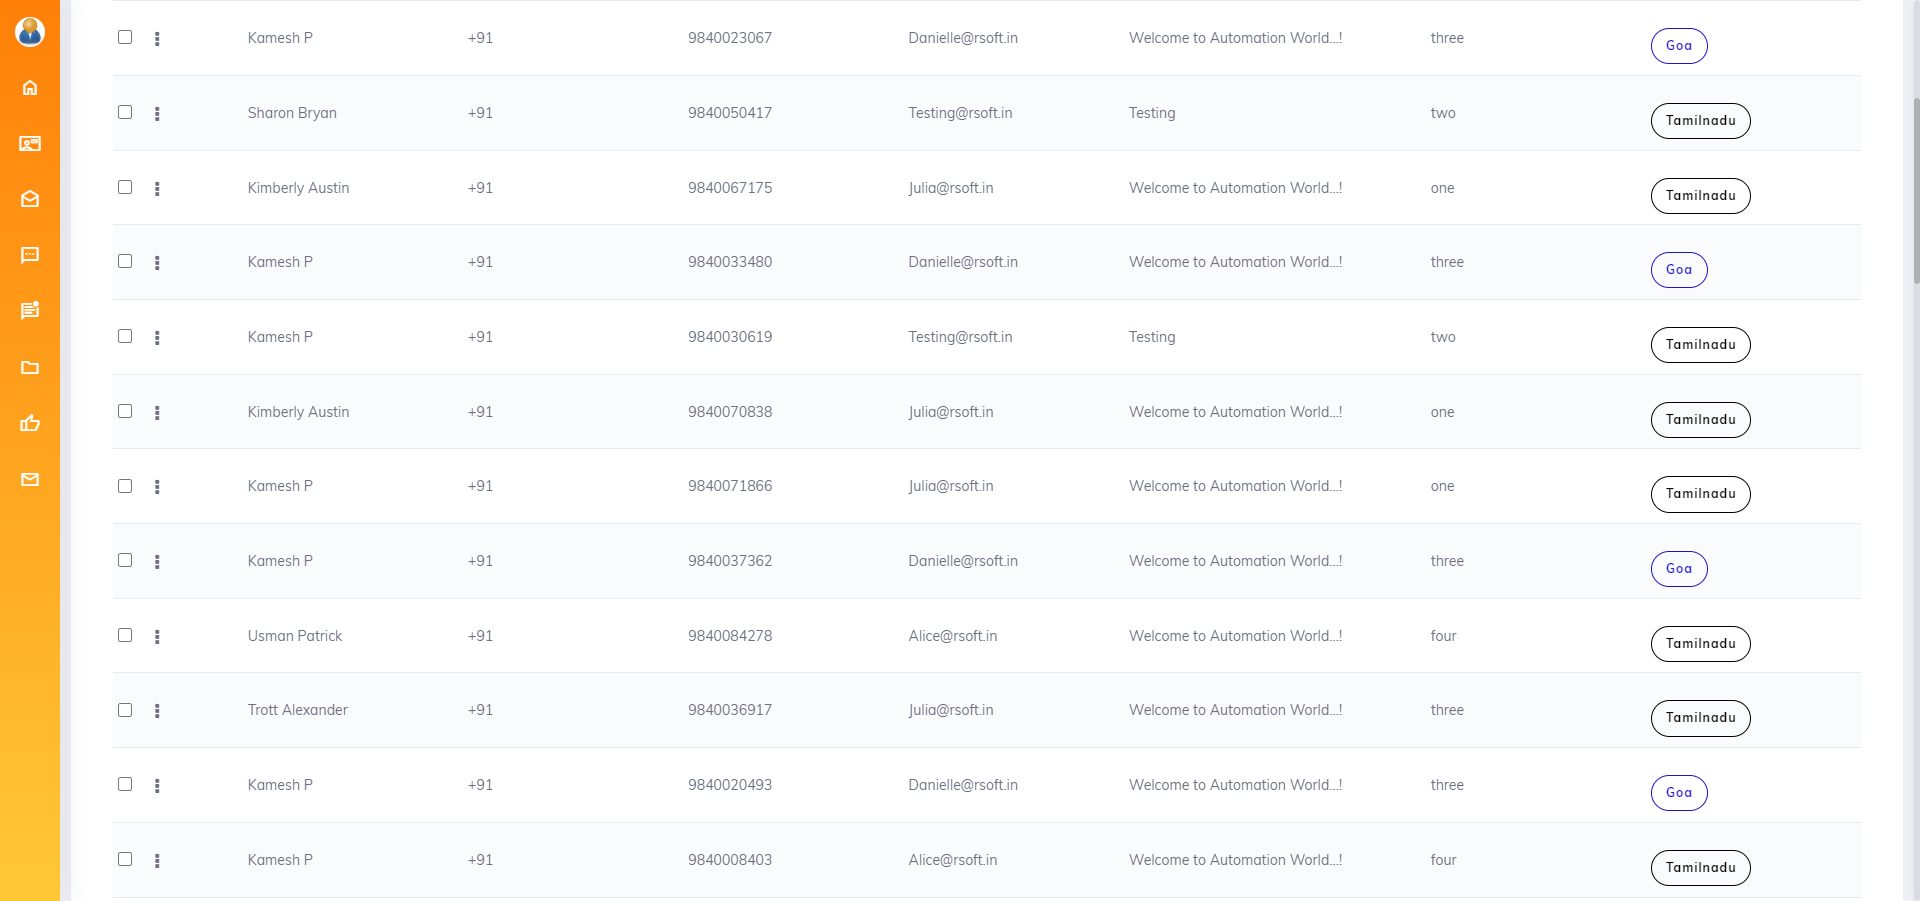 Kamesh P +91 9840023067 Danielle@rsoft.in Welcome to Automation World...! three Goa
Sharon Bryan +91 9840050417 Testing@rsoft.in Testing two Tamilnadu
Kimberly Austin +91 9840067175 Julia@rsoft.in Welcome to Automation World...! one Tamilnadu
Kamesh P +91 9840033480 Danielle@rsoft.in Welcome to Automation World...! three Goa
Kamesh P +91 9840030619 Testing@rsoft.in Testing two Tamilnadu
Kimberly Austin +91 9840070838 Julia@rsoft.in Welcome to Automation World...! one Tamilnadu
Kamesh P +91 9840071866 Julia@rsoft.in Welcome to Automation World...! one Tamilnadu
Kamesh P +91 9840037362 Danielle@rsoft.in Welcome to Automation World...! three Goa
Usman Patrick +91 9840084278 Alice@rsoft.in Welcome to Automation World...! four Tamilnadu
Trott Alexander +91 9840036917 Julia@rsoft.in Welcome to Automation World...! three Tamilnadu
Kamesh P +91 9840020493 Danielle@rsoft.in Welcome to Automation World...! three Goa
Kamesh P +91 9840008403 Alice@rsoft.in Welcome to Automation World...! four Tamilnadu